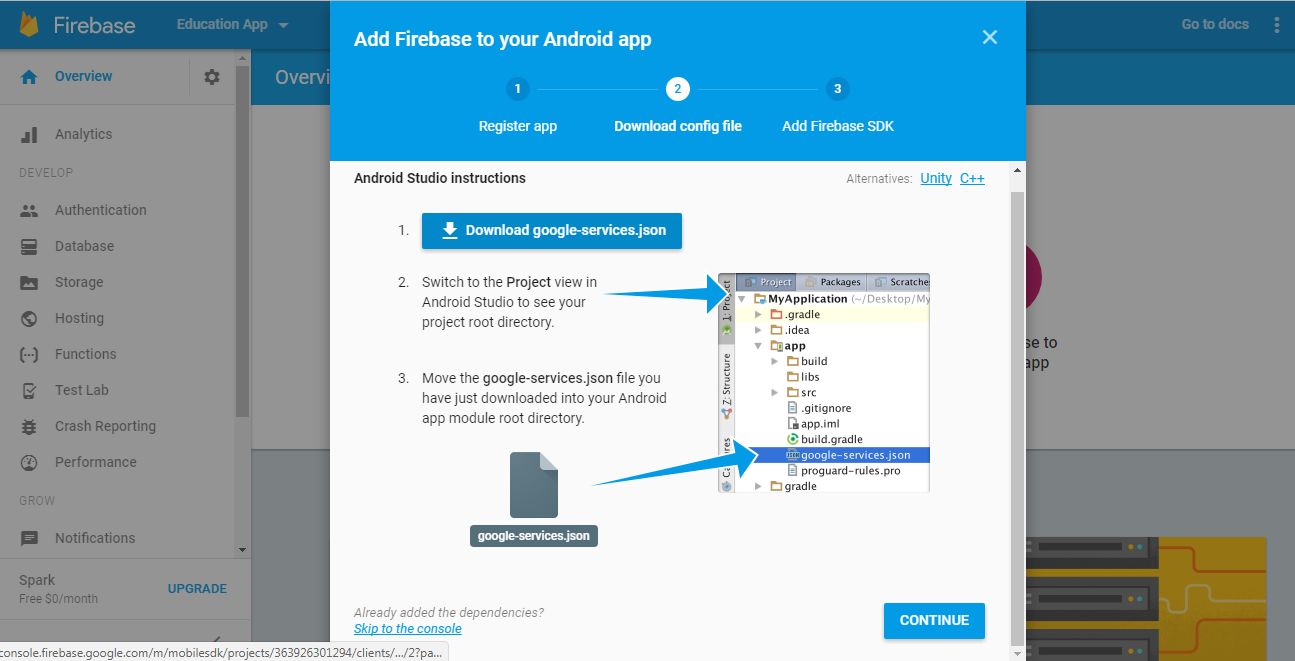 Firebase
Education App
Go to docs
Overview
Analytics
DEVELOP
Authentication
Database
Storage
Hosting
Functions
Test Lab
Crash Reporting
Performance
GROW
Notifications
Spark
Free $0/month
UPGRADE
console.firebase.google.com/m/mobilesdk/projects/363926301294/clients/.../2?pa...
Overvi
Add Firebase to your Android app
1
2
3
Register app
Download config file
Add Firebase SDK
Android Studio instructions
Alternatives: Unity C++
1. Download google-services.json
2. Switch to the Project view in
Android Studio to see your
project root directory.
3. Move the google-services.json file you
have just downloaded into your Android
app module root directory.
google-services.json
Project Packages Scratches
1: Project
Z: Structure
MyApplication (~/Desktop/My
.gradle
.idea
app
build
libs
src
.gitignore
app.iml
build.gradle
google-services.json
proguard-rules.pro
gradle
Already added the dependencies?
Skip to the console
CONTINUE
se to
app